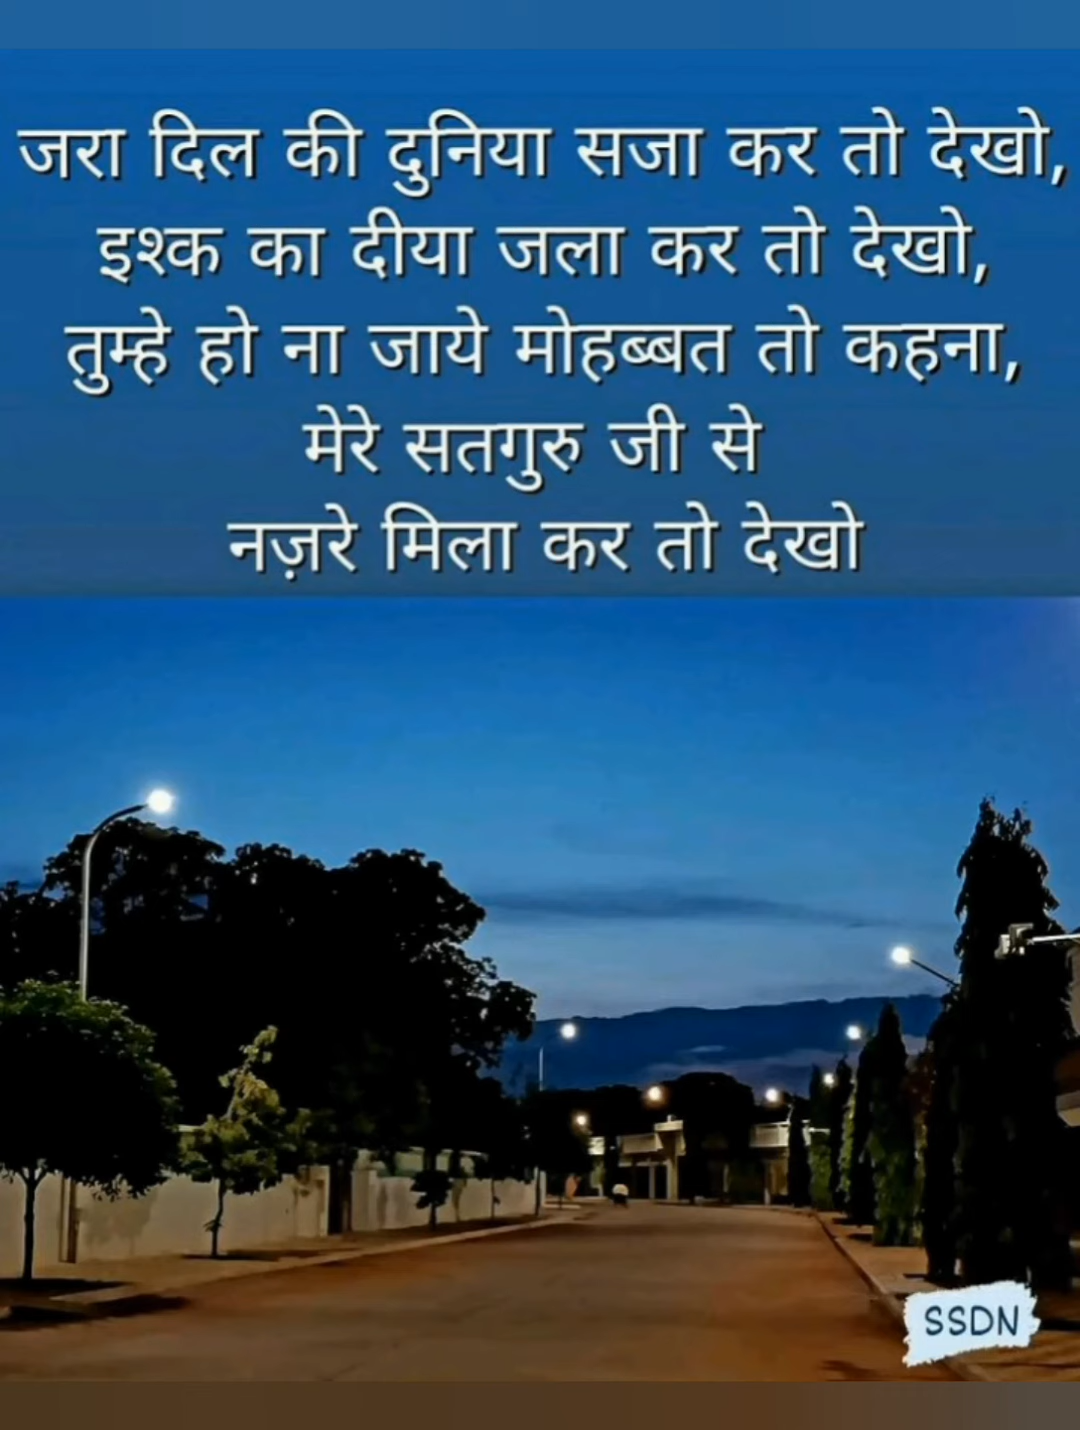 जरा दिल की दुनिया सजा कर तो देखो,
इश्क का दीया जला कर तो देखो,
तुम्हे हो ना जाये मोहब्बत तो कहना,
मेरे सतगुरु जी से
नज़रे मिला कर तो देखो
SSDN